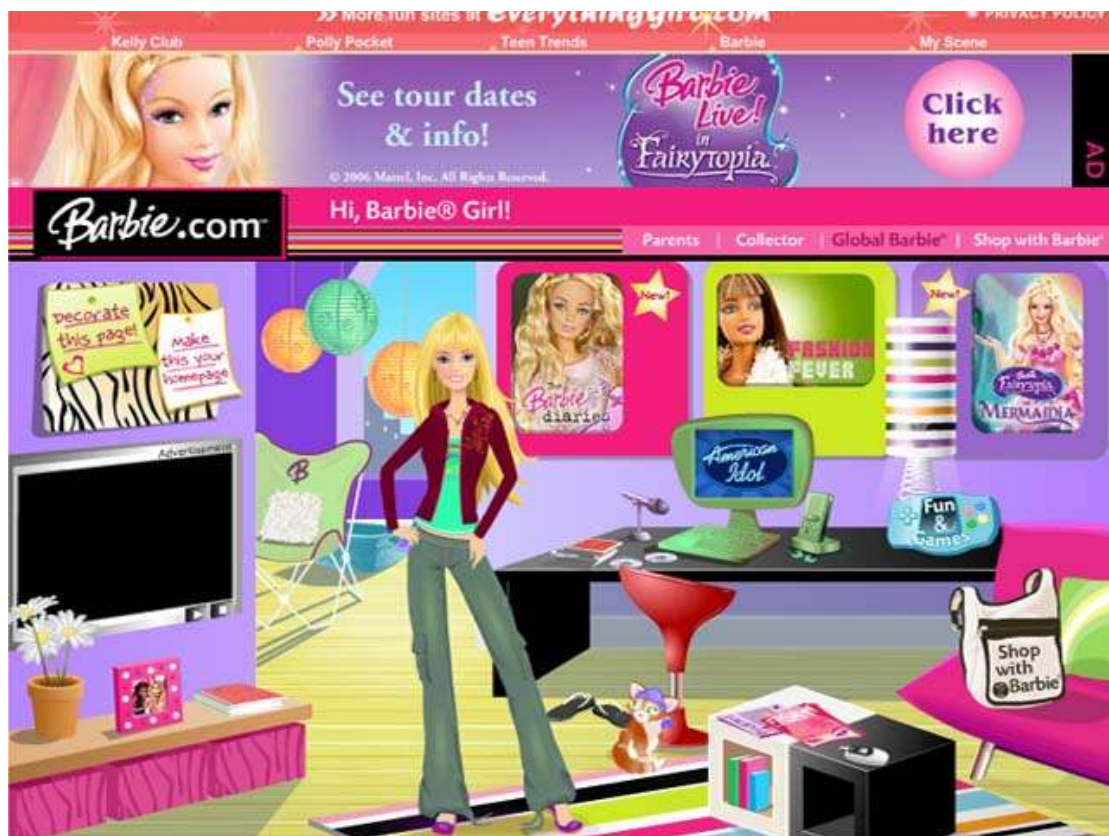 >> More fun sites at everythinggirl.com
PRIVACY POLICY
Kelly Club
Polly Pocket
Teen Trends
Barbie
My Scene
See tour dates
& info!
© 2006 Mattel, Inc. All Rights Reserved.
Barbie
Live!
in
Fairytopia
Click
here
AD
Barbie.com™
Hi, Barbie® Girl!
Parents | Collector | Global Barbie® | Shop with Barbie®
Decorate
this page!
Make
this your
homepage
New!
The
Barbie
diaries
FASHION
FEVER
New!
Barbie
Fairytopia
MERMAIDIA
Advertisement
B
American
Idol
Fun
&
Games
Shop
with
Barbie®